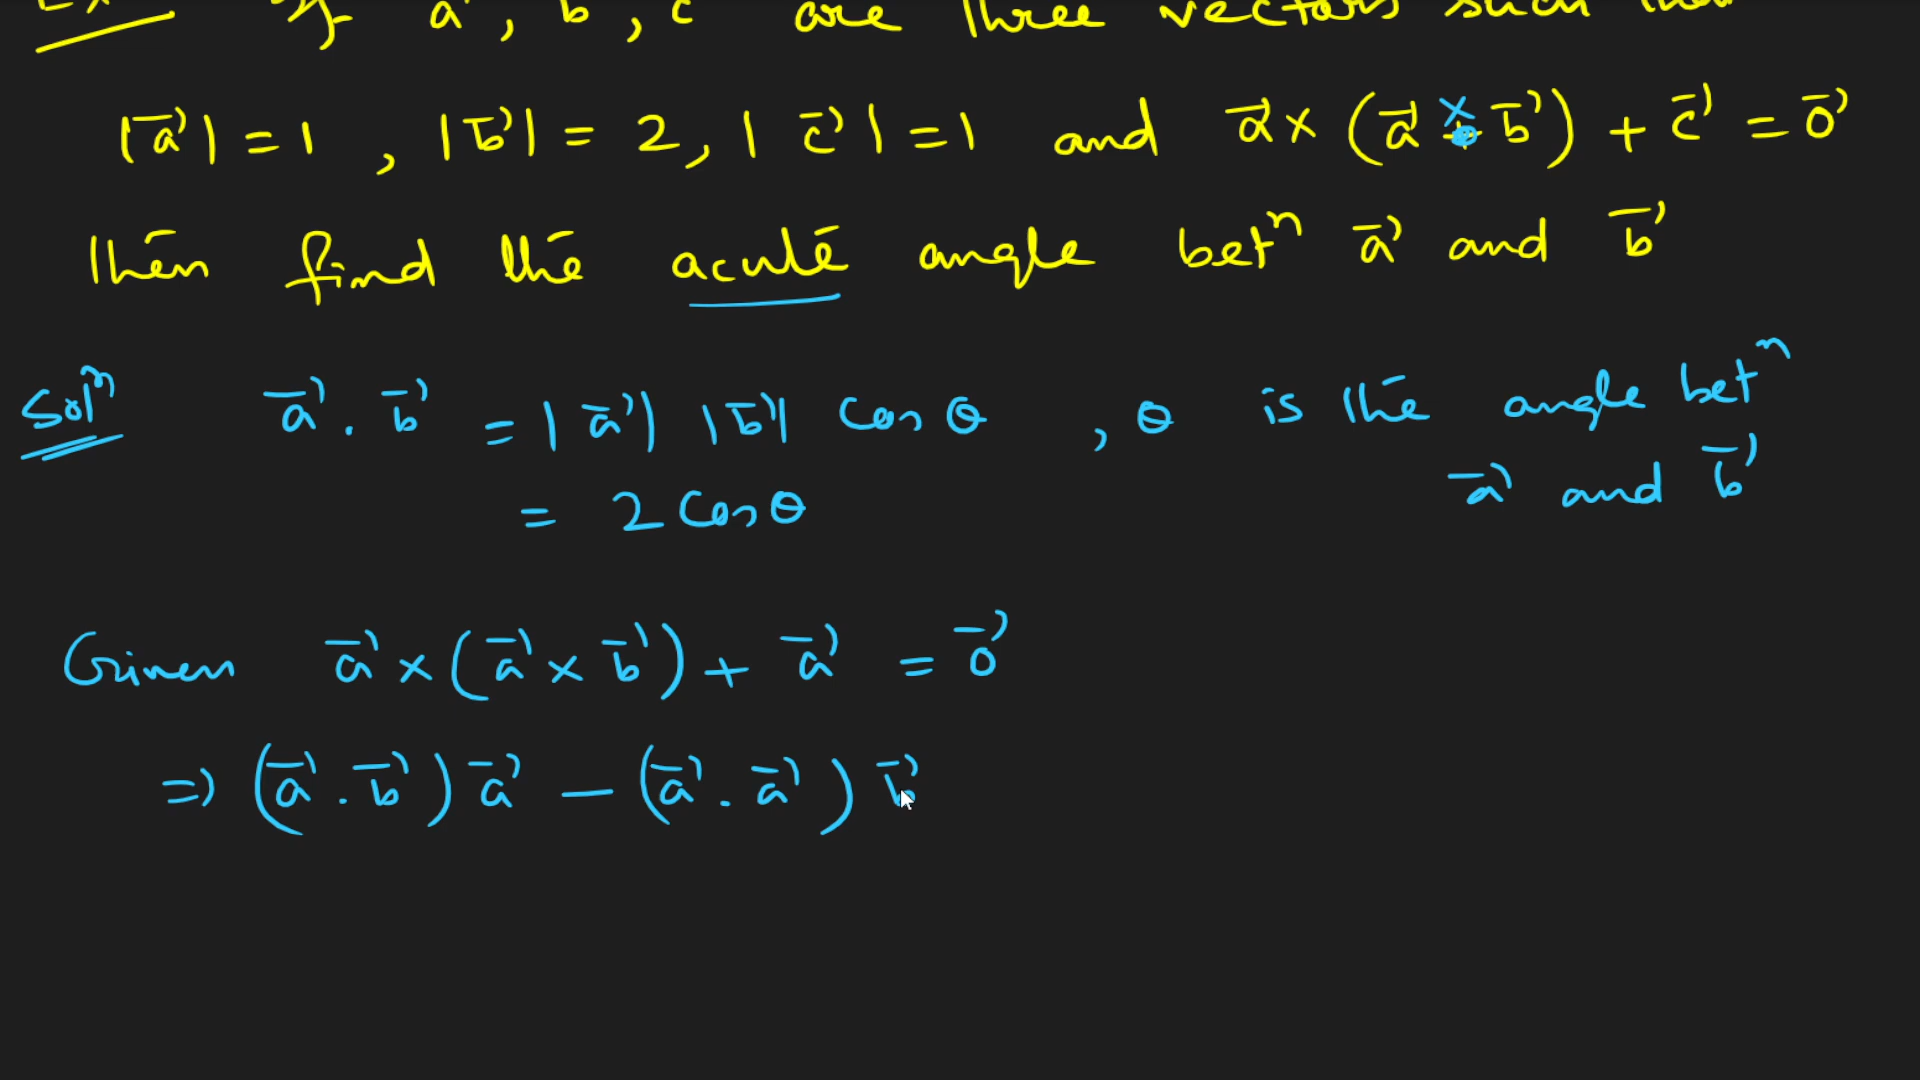 Ex If a⃗, b⃗, c⃗ are three vectors such that
|a⃗| = 1, |b⃗| = 2, |c⃗| = 1 and a⃗ × (a⃗ × b⃗) + c⃗ = 0⃗
then find the acute angle betⁿ a⃗ and b⃗
Solⁿ a⃗ . b⃗ = |a⃗| |b⃗| cos θ , θ is the angle betⁿ
a⃗ and b⃗
= 2 cos θ
Given a⃗ × (a⃗ × b⃗) + a⃗ = 0⃗
⇒ (a⃗ . b⃗) a⃗ − (a⃗ . a⃗) b⃗